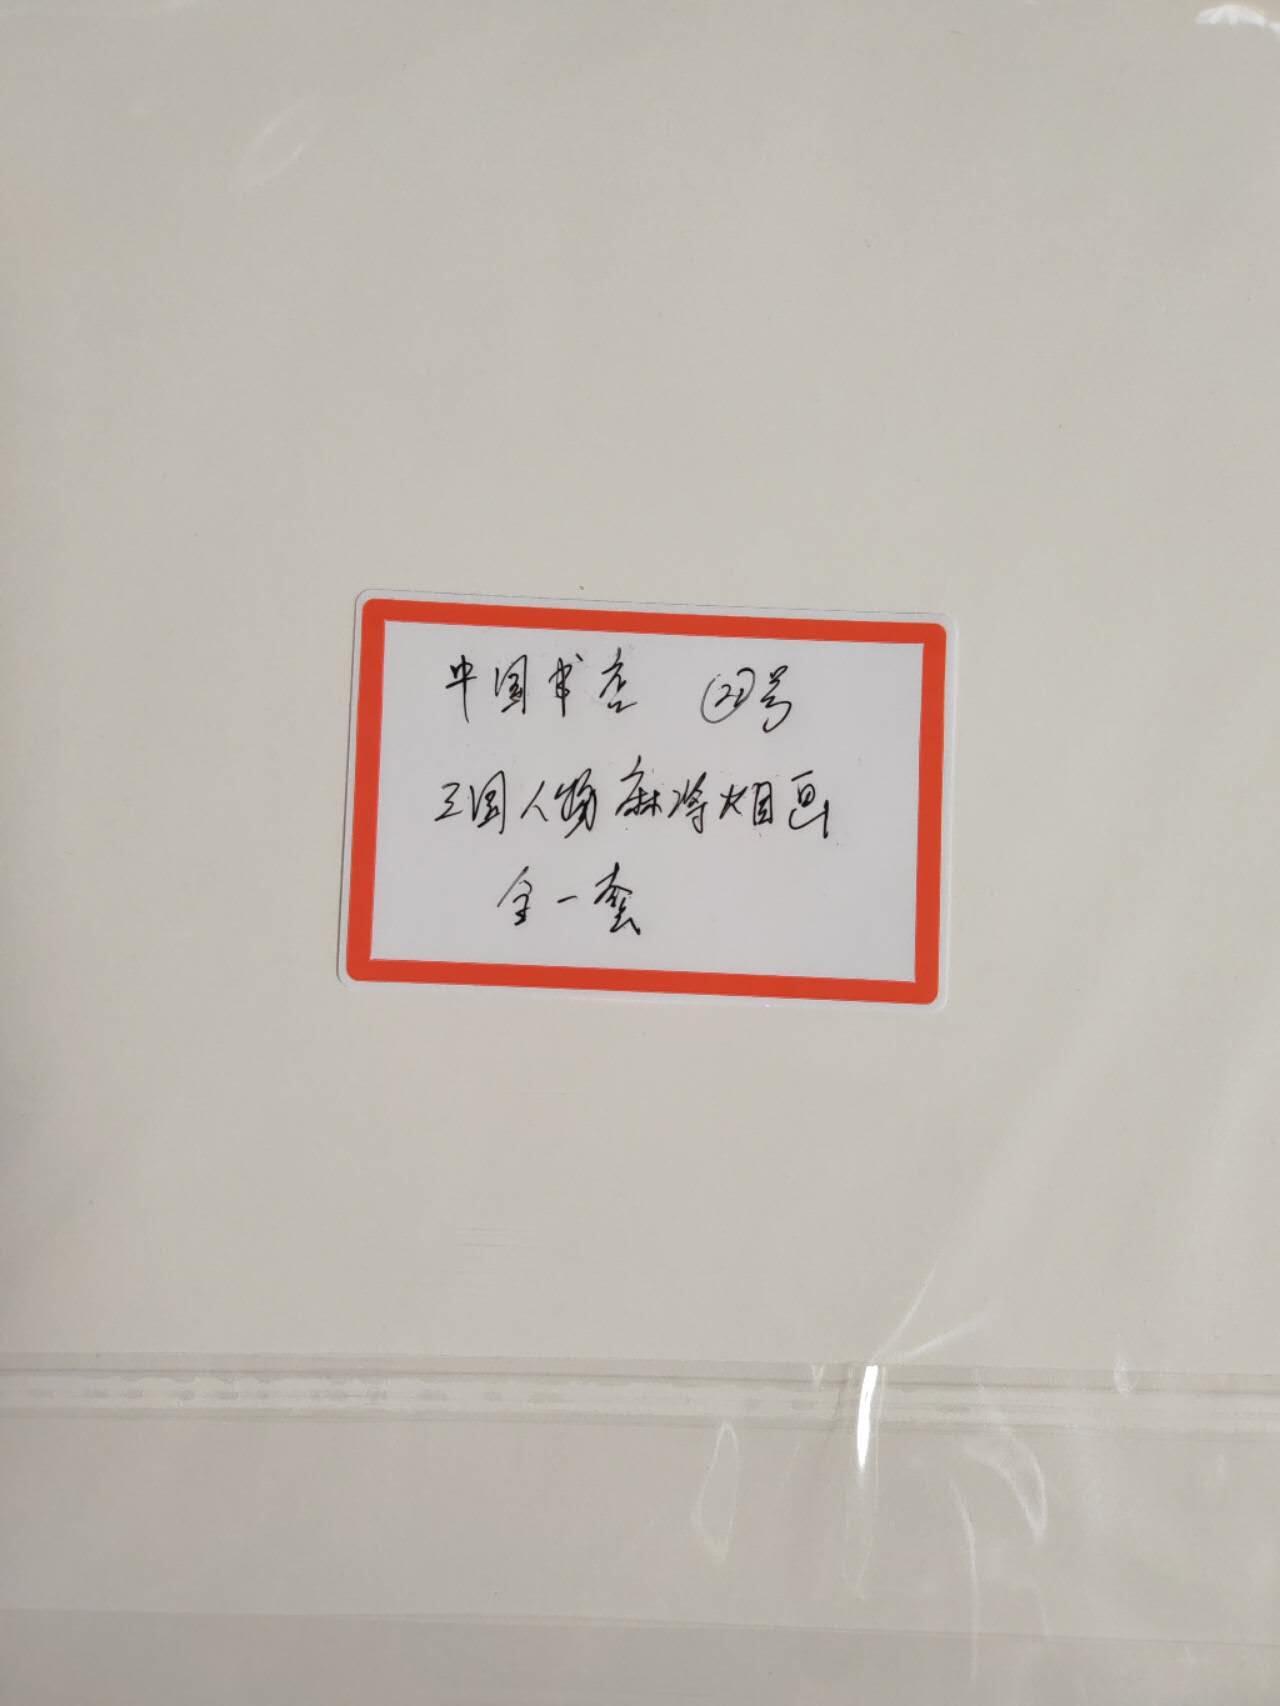 中国书店 号
三国人物麻将烟画
全一套